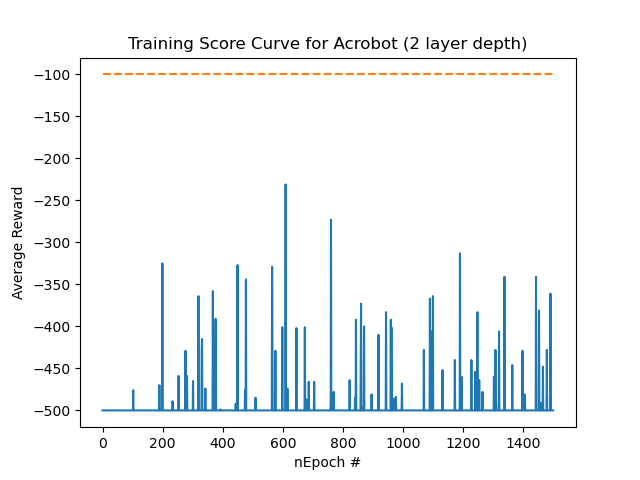 Training Score Curve for Acrobot (2 layer depth)
−100
−150
−200
−250
−300
−350
−400
−450
−500
Average Reward
0 200 400 600 800 1000 1200 1400
nEpoch #